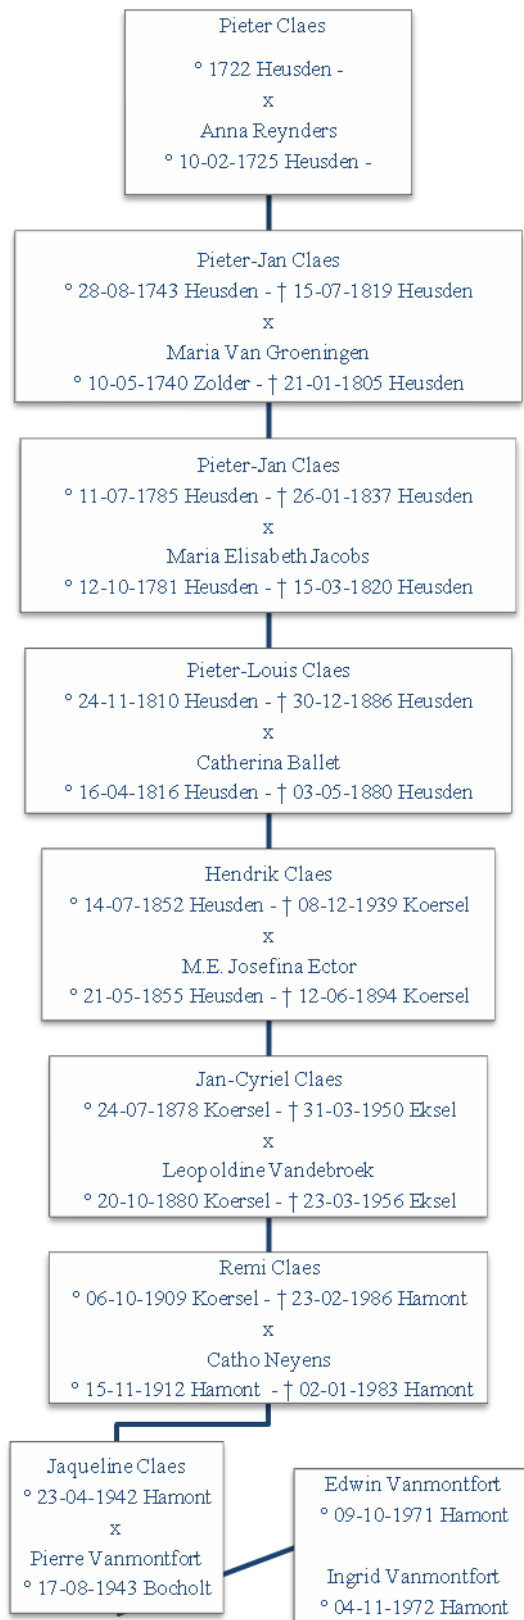 Pieter Claes
° 1722 Heusden -
x
Anna Reynders
° 10-02-1725 Heusden -
Pieter-Jan Claes
° 28-08-1743 Heusden - † 15-07-1819 Heusden
x
Maria Van Groeningen
° 10-05-1740 Zolder - † 21-01-1805 Heusden
Pieter-Jan Claes
° 11-07-1785 Heusden - † 26-01-1837 Heusden
x
Maria Elisabeth Jacobs
° 12-10-1781 Heusden - † 15-03-1820 Heusden
Pieter-Louis Claes
° 24-11-1810 Heusden - † 30-12-1886 Heusden
x
Catherina Ballet
° 16-04-1816 Heusden - † 03-05-1880 Heusden
Hendrik Claes
° 14-07-1852 Heusden - † 08-12-1939 Koersel
x
M.E. Josefina Ector
° 21-05-1855 Heusden - † 12-06-1894 Koersel
Jan-Cyriel Claes
° 24-07-1878 Koersel - † 31-03-1950 Eksel
x
Leopoldine Vandebroek
° 20-10-1880 Koersel - † 23-03-1956 Eksel
Remi Claes
° 06-10-1909 Koersel - † 23-02-1986 Hamont
x
Catho Neyens
° 15-11-1912 Hamont - † 02-01-1983 Hamont
Jaqueline Claes
° 23-04-1942 Hamont
x
Pierre Vanmontfort
° 17-08-1943 Bocholt
Edwin Vanmontfort
° 09-10-1971 Hamont
Ingrid Vanmontfort
° 04-11-1972 Hamont